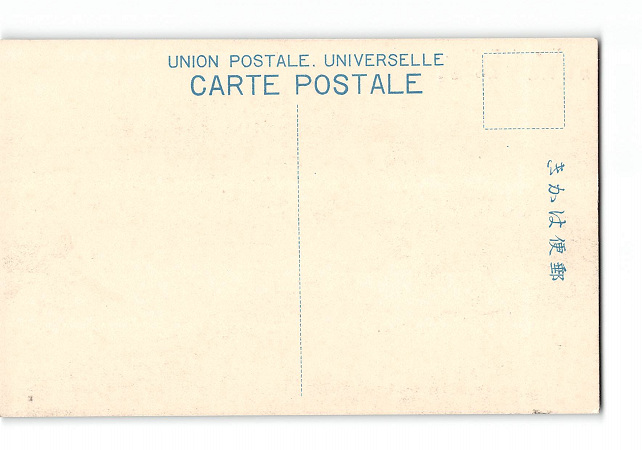 UNION POSTALE. UNIVERSELLE
CARTE POSTALE
きかは便郵